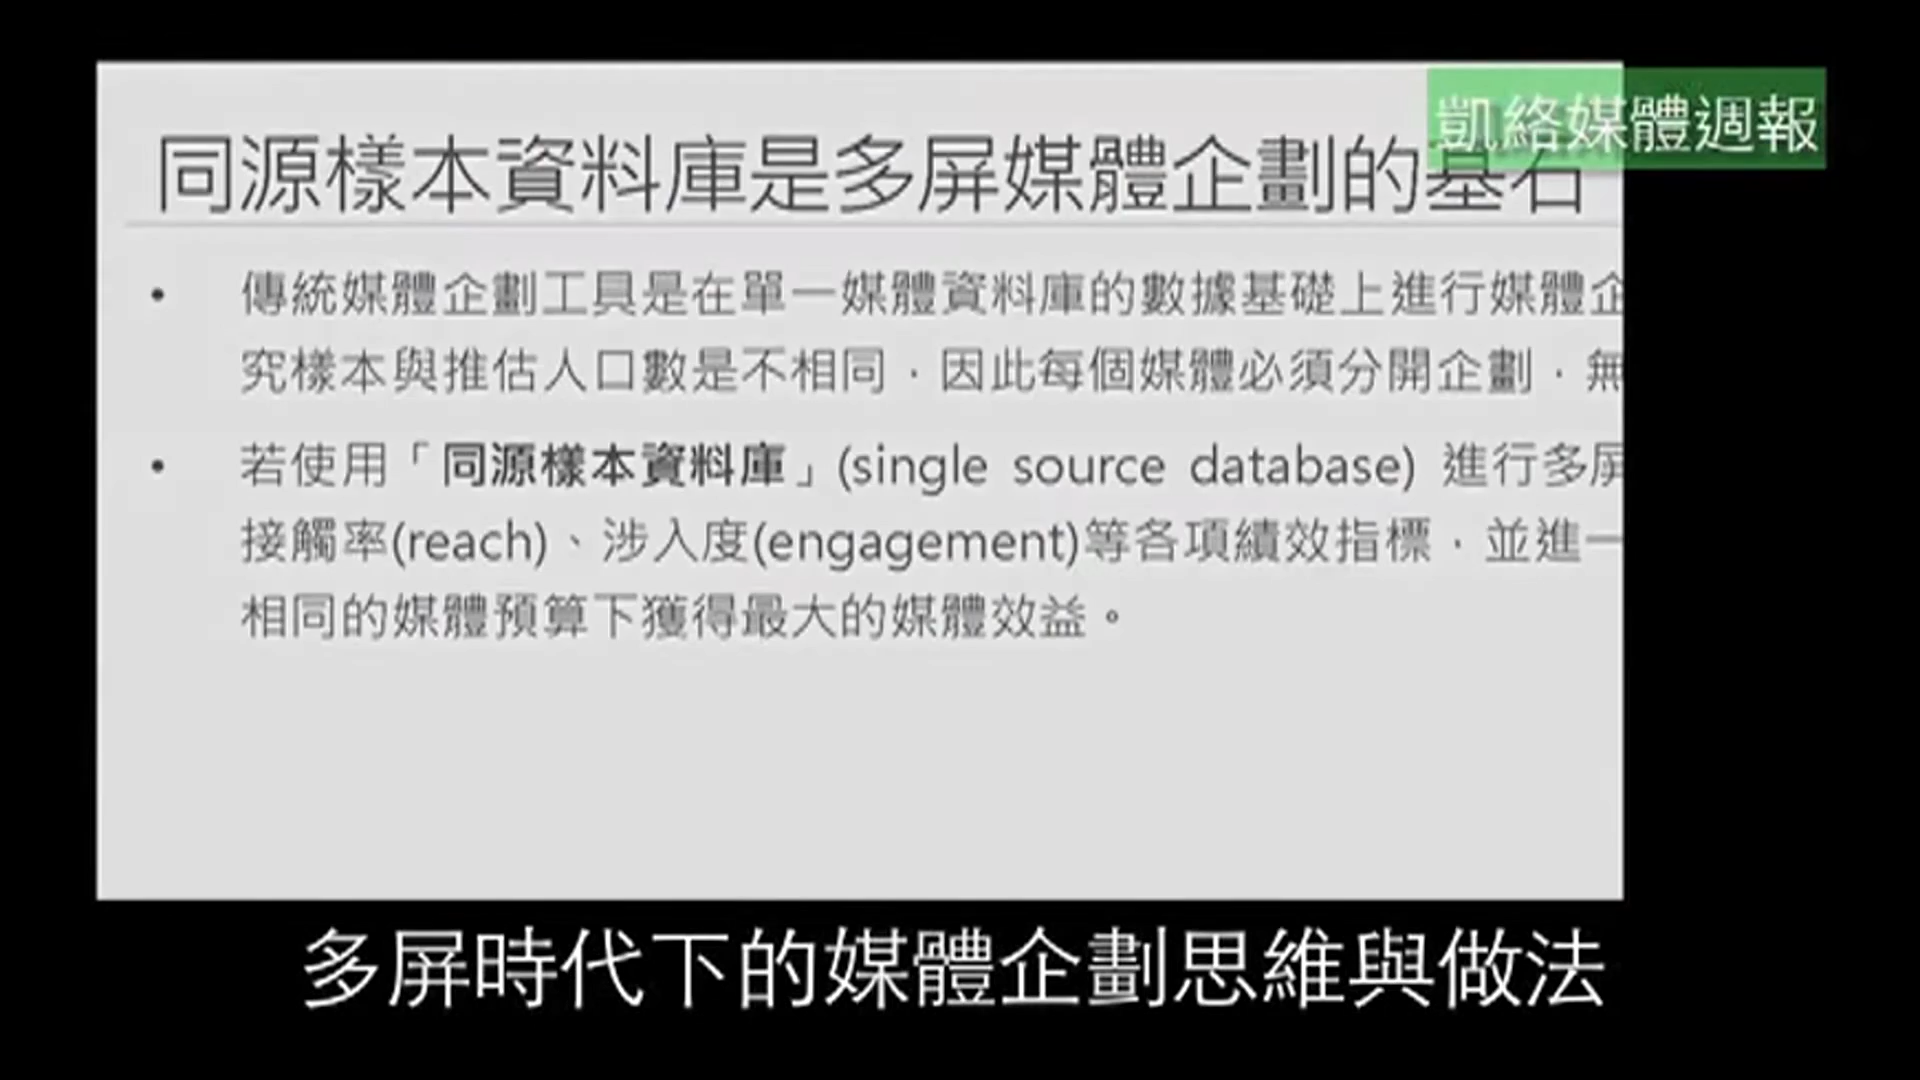 凱絡媒體週報
同源樣本資料庫是多屏媒體企劃的基石
• 傳統媒體企劃工具是在單一媒體資料庫的數據基礎上進行媒體企
究樣本與推估人口數是不相同，因此每個媒體必須分開企劃，無
• 若使用「同源樣本資料庫」(single source database) 進行多屏
接觸率(reach)、涉入度(engagement)等各項績效指標，並進一
相同的媒體預算下獲得最大的媒體效益。
多屏時代下的媒體企劃思維與做法